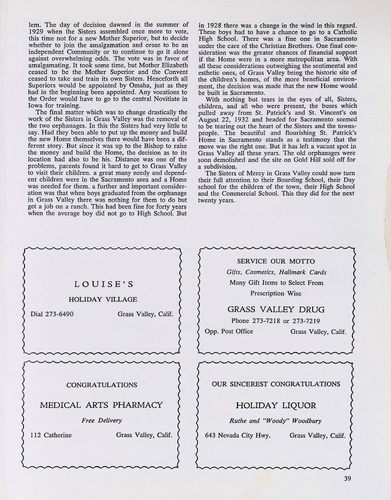 lem. The day of decision dawned in the summer of
1929 when the Sisters assembled once more to vote,
this time not for a new Mother Superior, but to decide
whether to join the amalgamation and cease to be an
independent Community or to continue to go it alone
against overwhelming odds. The vote was in favor of
amalgamating. It took some time, but Mother Elizabeth
ceased to be the Mother Superior and the Convent
ceased to take and train its own Sisters. Henceforth all
Superiors would be appointed by Omaha, just as they
had in the beginning been appointed. Any vocations to
the Order would have to go to the central Novitiate in
Iowa for training.
The final matter which was to change drastically the
work of the Sisters in Grass Valley was the removal of
the two orphanages. In this the Sisters had very little to
say. Had they been able to put up the money and build
the new Home themselves there would have been a dif-
ferent story. But since it was up to the Bishop to raise
the money and build the Home, the decision as to its
location had also to be his. Distance was one of the
problems, parents found it hard to get to Grass Valley
to visit their children. a great many needy and depend-
ent children were in the Sacramento area and a Home
was needed for them. a further and important consider-
ation was that when boys graduated from the orphanage
in Grass Valley there was nothing for them to do but
get a job on a ranch. This had been fine for forty years
when the average boy did not go to High School. But
in 1928 there was a change in the wind in this regard.
These boys had to have a chance to go to a Catholic
High School. There was a fine one in Sacramento
under the care of the Christian Brothers. One final con-
sideration was the greater chances of financial support
if the Home were in a more metropolitan area. With
all these considerations outweighing the sentimental and
esthetic ones, of Grass Valley being the historic site of
the children's homes, of the more beneficial environ-
ment, the decision was made that the new Home would
be built in Sacramento.
With nothing but tears in the eyes of all, Sisters,
children, and all who were present, the buses which
pulled away from St. Patrick's and St. Vincent's on
August 22, 1932 and headed for Sacramento seemed
to be tearing out the heart of the Sisters and the towns-
people. The beautiful and flourishing St. Patrick's
Home in Sacramento stands as a testimony that the
move was the right one. But it has left a vacant spot in
Grass Valley all these years. The old orphanages were
soon demolished and the site on Gold Hill sold off for
a subdivision.
The Sisters of Mercy in Grass Valley could now turn
their full attention to their Boarding School, their Day
school for the children of the town, their High School
and the Commercial School. This they did for the next
twenty years.
LOUISE'S
HOLIDAY VILLAGE
Dial 273-6490 Grass Valley, Calif.
SERVICE OUR MOTTO
Gifts, Cosmetics, Hallmark Cards
Many Gift Items to Select From
Prescription Wise
GRASS VALLEY DRUG
Phone 273-7218 or 273-7219
Opp. Post Office Grass Valley, Calif.
CONGRATULATIONS
MEDICAL ARTS PHARMACY
Free Delivery
112 Catherine Grass Valley, Calif.
OUR SINCEREST CONGRATULATIONS
HOLIDAY LIQUOR
Ruthe and "Woody" Woodbury
643 Nevada City Hwy. Grass Valley, Calif.
39